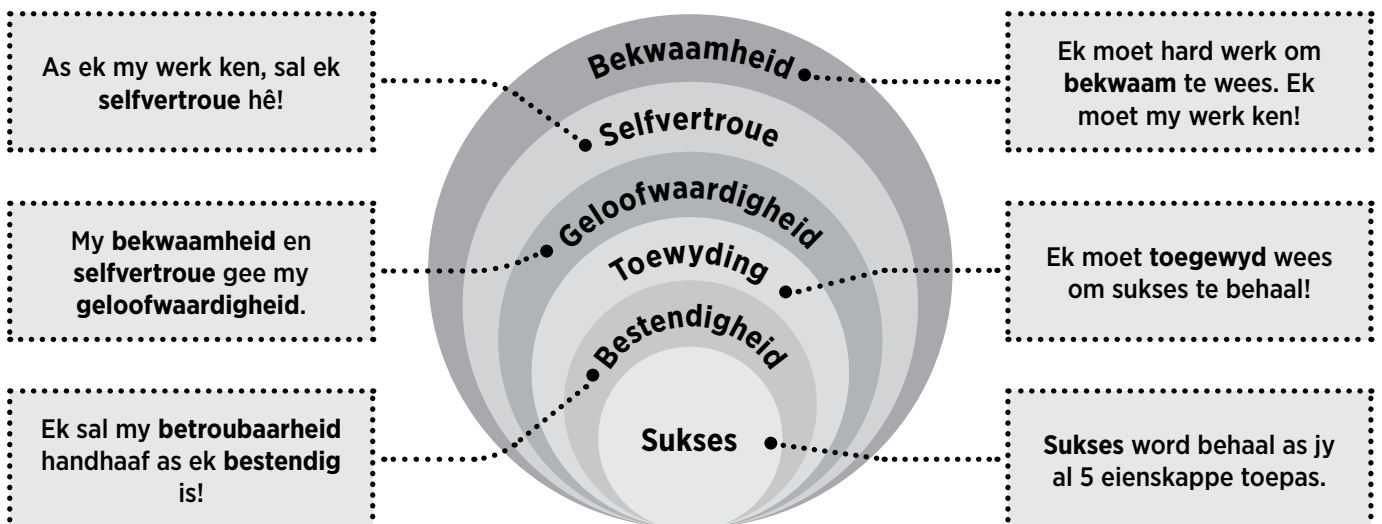 As ek my werk ken, sal ek
selfvertroue hê!
My bekwaamheid en
selfvertroue gee my
geloofwaardigheid.
Ek sal my betroubaarheid
handhaaf as ek bestendig
is!
Bekwaamheid
Selfvertroue
Geloofwaardigheid
Toewyding
Bestendigheid
Sukses
Ek moet hard werk om
bekwaam te wees. Ek
moet my werk ken!
Ek moet toegewyd wees
om sukses te behaal!
Sukses word behaal as jy
al 5 eienskappe toepas.